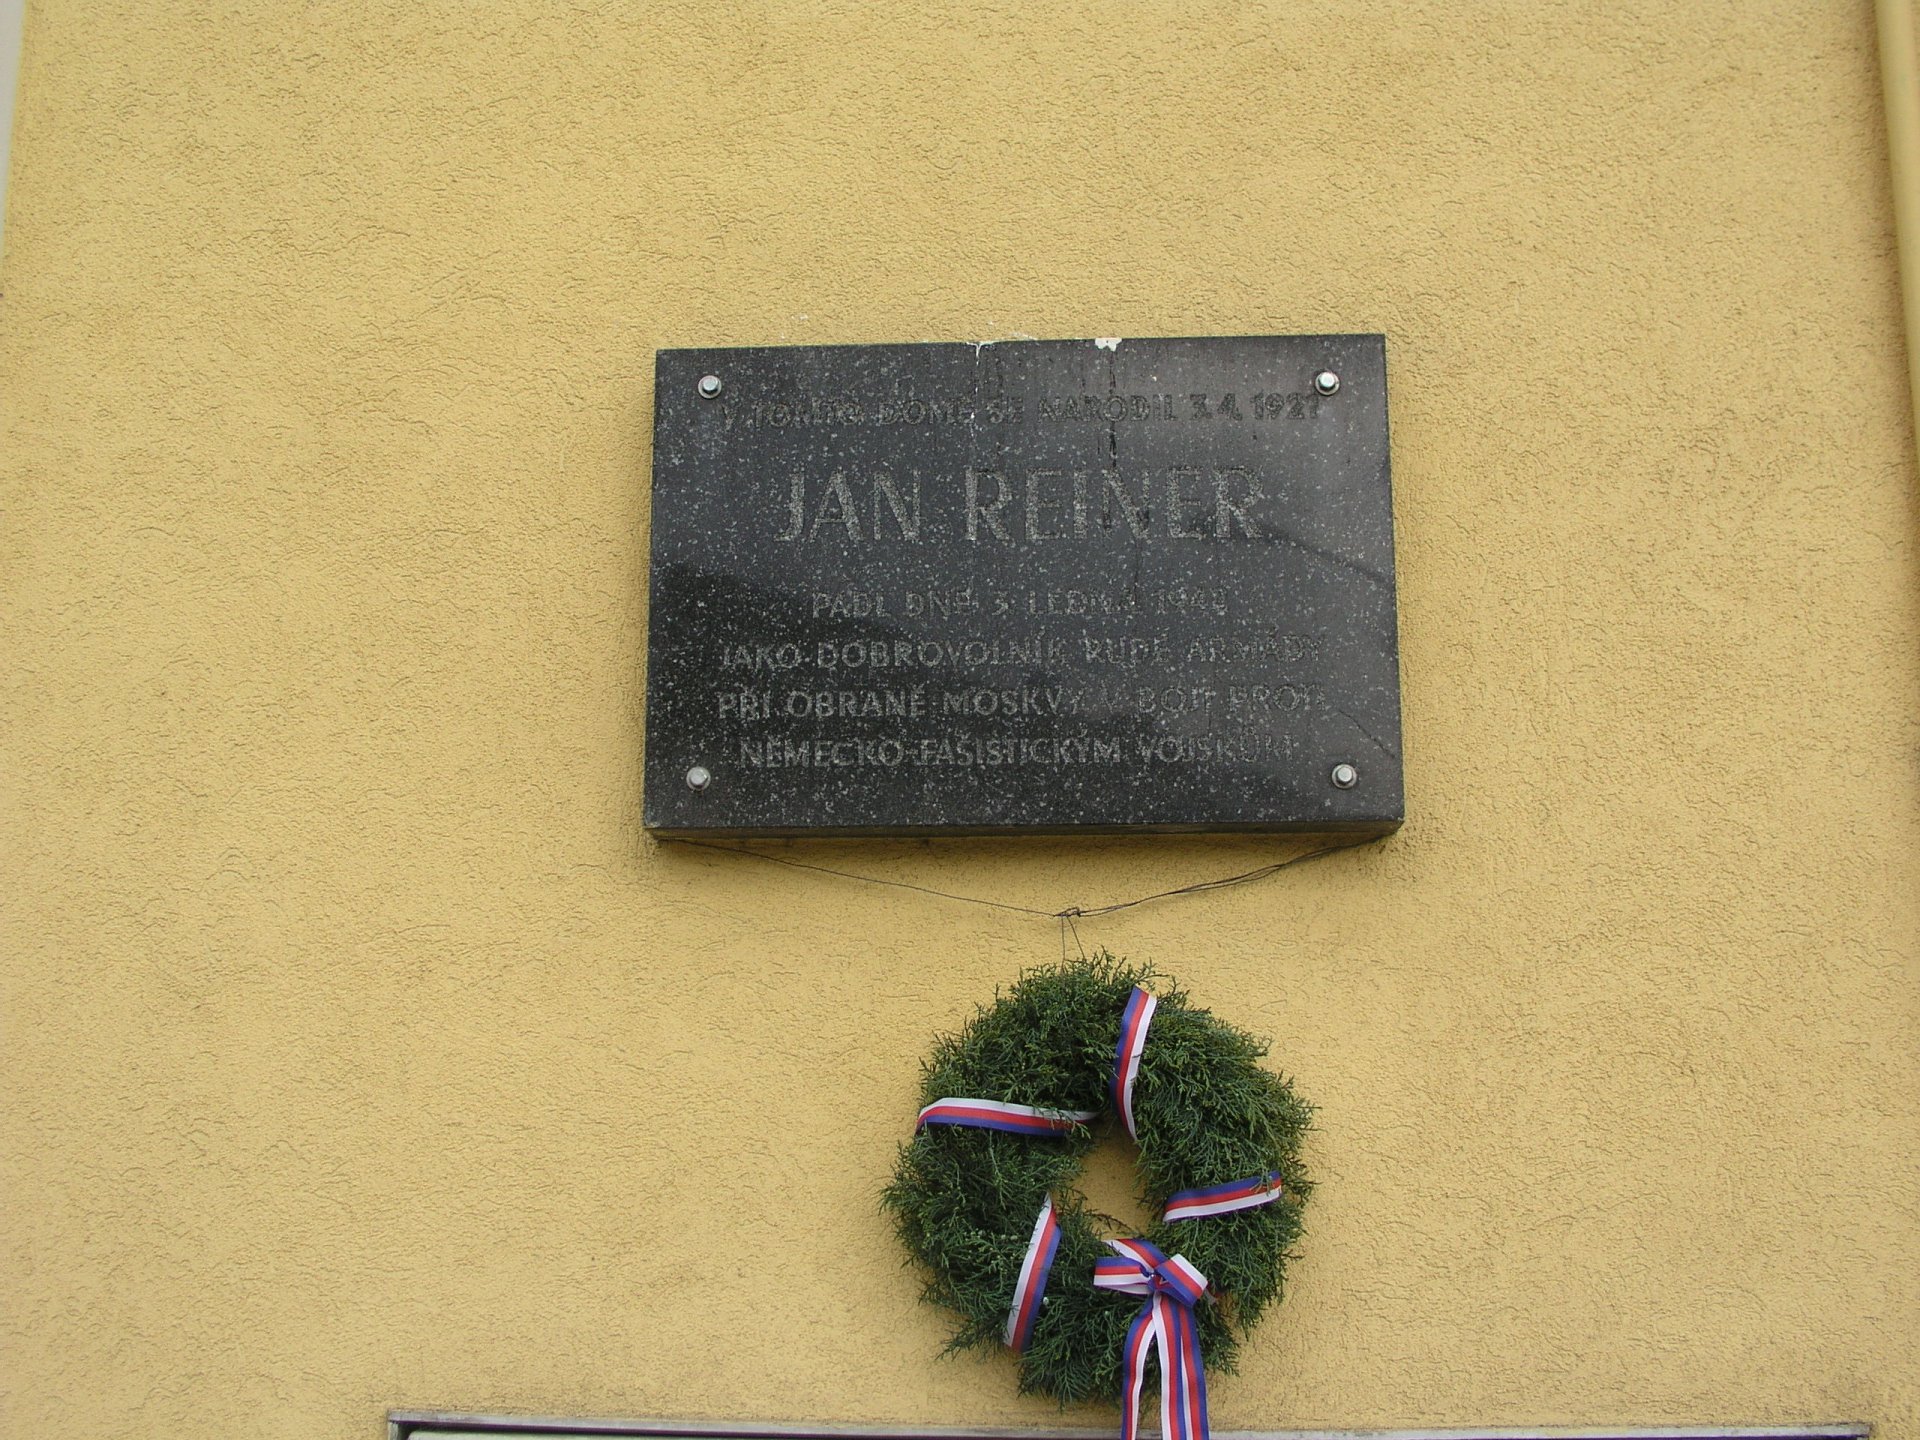 V TOMTO DOMĚ SE NARODIL 3.4. 1921
JAN REINER
PADL DNE 3. LEDNA
JAKO DOBROVOLNÍK RUDÉ ARMÁDY
PŘI OBRANĚ MOSKVY V BOJI PROTI
NĚMECKO-FAŠISTICKÝM VOJSKŮM